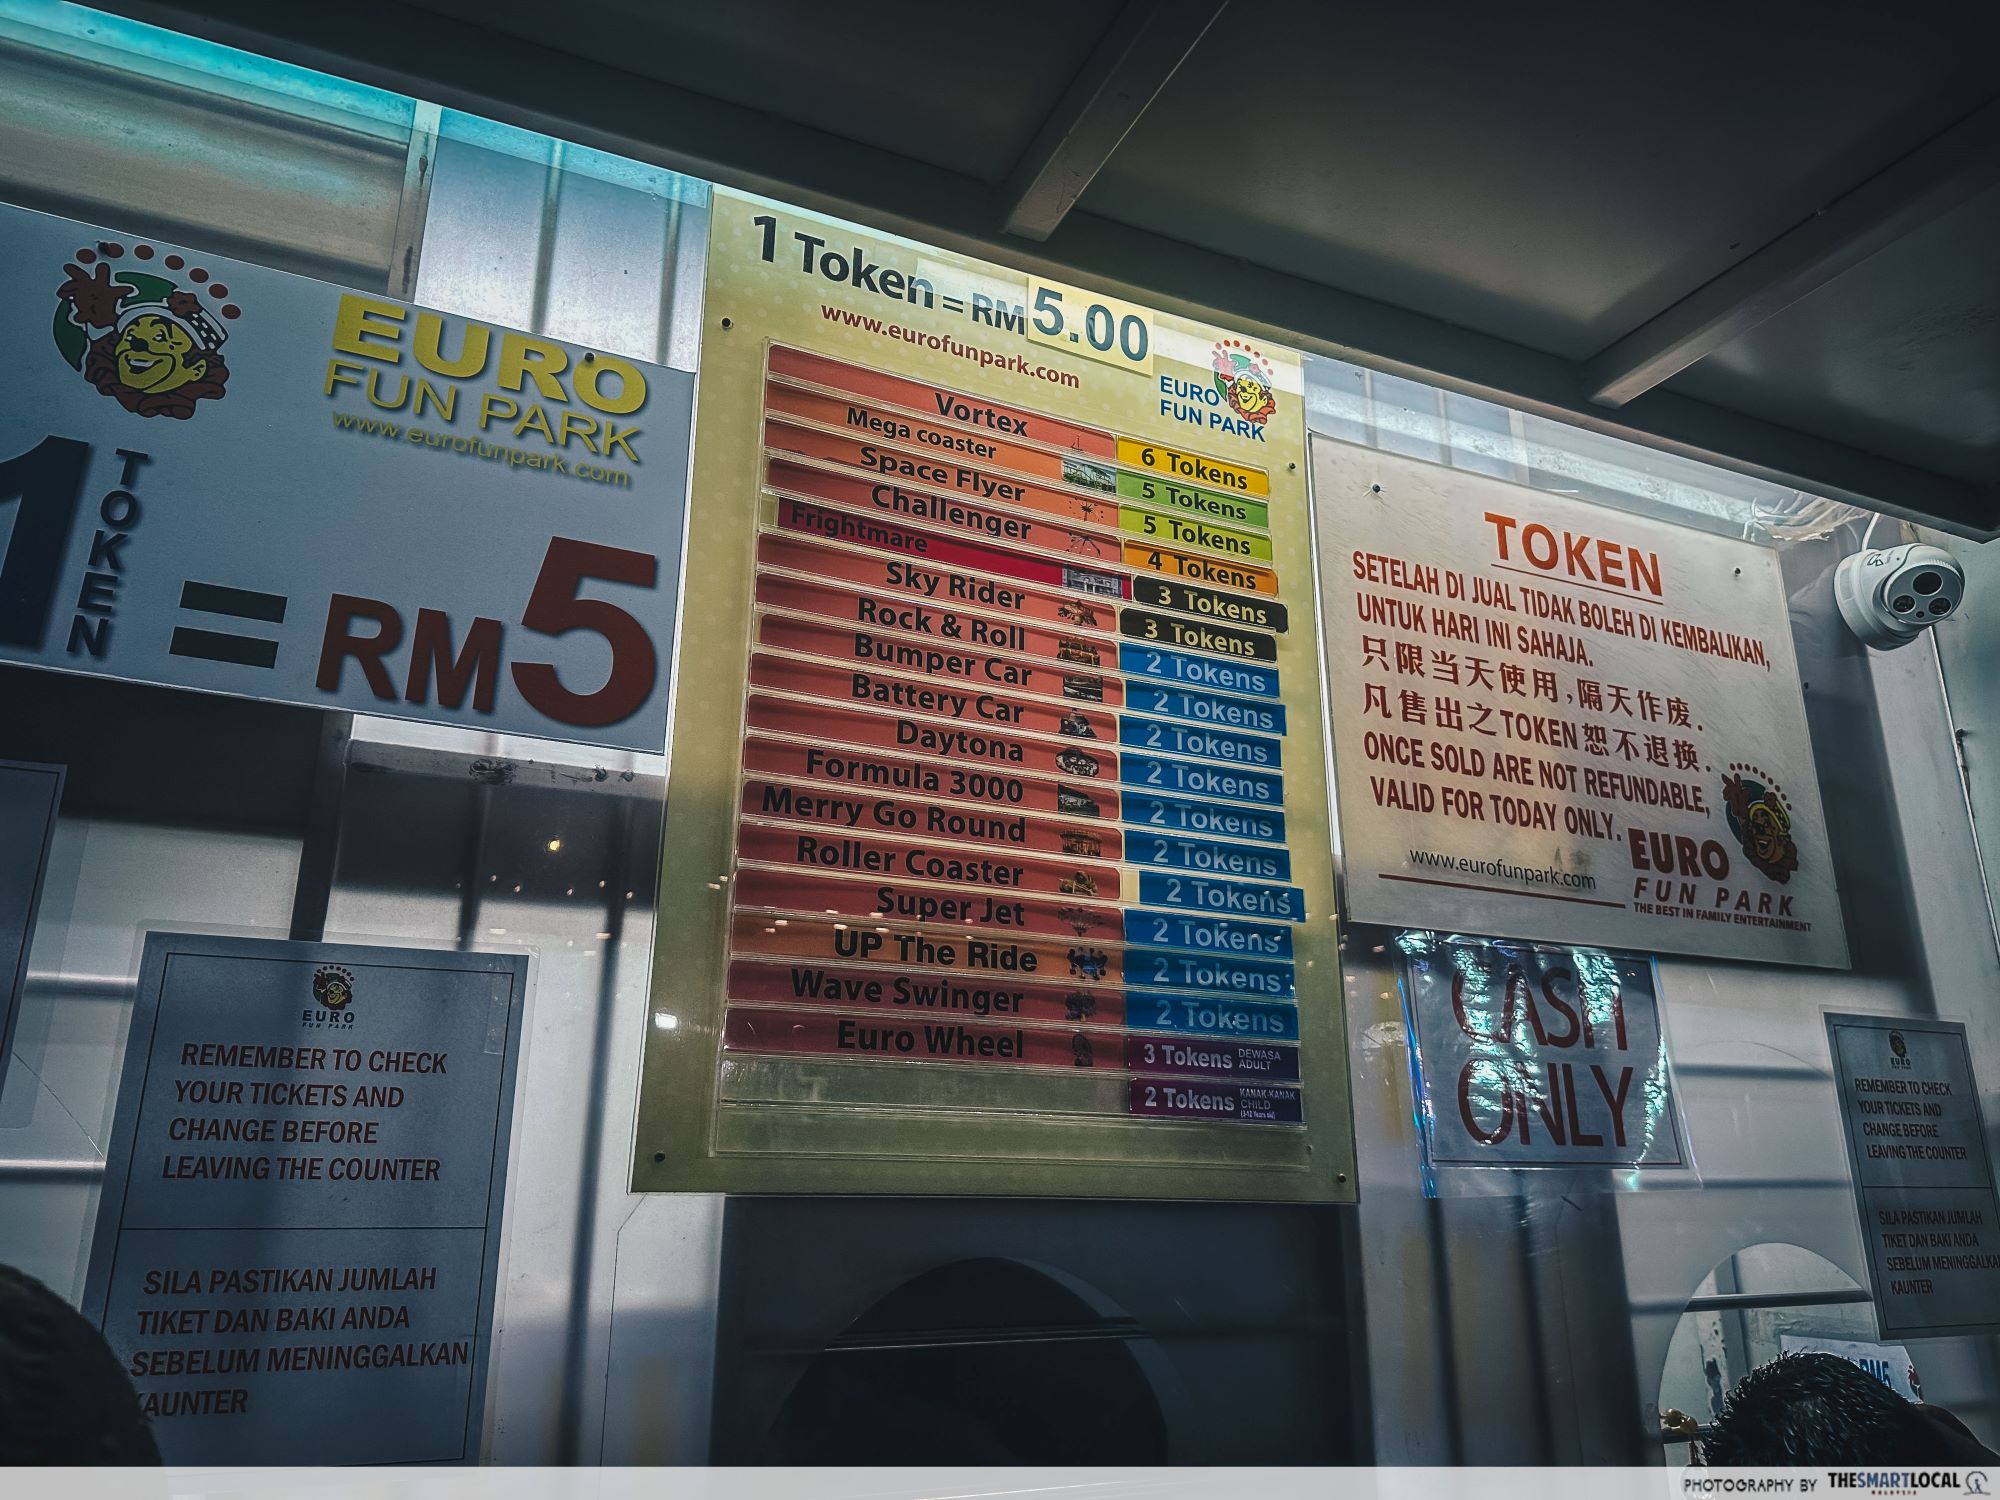 EURO
FUN PARK
www.eurofunpark.com
1 TOKEN = RM5
1 Token = RM 5.00
www.eurofunpark.com
EURO
FUN PARK
Vortex 6 Tokens
Mega coaster 5 Tokens
Space Flyer 5 Tokens
Challenger 4 Tokens
Frightmare 3 Tokens
Sky Rider 3 Tokens
Rock & Roll 2 Tokens
Bumper Car 2 Tokens
Battery Car 2 Tokens
Daytona 2 Tokens
Formula 3000 2 Tokens
Merry Go Round 2 Tokens
Roller Coaster 2 Tokens
Super Jet 2 Tokens
UP The Ride 2 Tokens
Wave Swinger 2 Tokens
Euro Wheel 3 Tokens DEWASA ADULT
2 Tokens KANAK-KANAK CHILD (3-12 Years old)
TOKEN
SETELAH DI JUAL TIDAK BOLEH DI KEMBALIKAN,
UNTUK HARI INI SAHAJA.
只限当天使用,隔天作废.
凡售出之TOKEN恕不退换.
ONCE SOLD ARE NOT REFUNDABLE,
VALID FOR TODAY ONLY.
www.eurofunpark.com
EURO
FUN PARK
THE BEST IN FAMILY ENTERTAINMENT
CASH
ONLY
EURO
FUN PARK
REMEMBER TO CHECK
YOUR TICKETS AND
CHANGE BEFORE
LEAVING THE COUNTER
SILA PASTIKAN JUMLAH
TIKET DAN BAKI ANDA
SEBELUM MENINGGALKAN
KAUNTER
EURO
REMEMBER TO CHECK
YOUR TICKETS AND
CHANGE BEFORE
LEAVING THE COUNTER
SILA PASTIKAN JUMLAH
TIKET DAN BAKI ANDA
SEBELUM MENINGGALKAN
KAUNTER
PHOTOGRAPHY BY THESMARTLOCAL
MALAYSIA